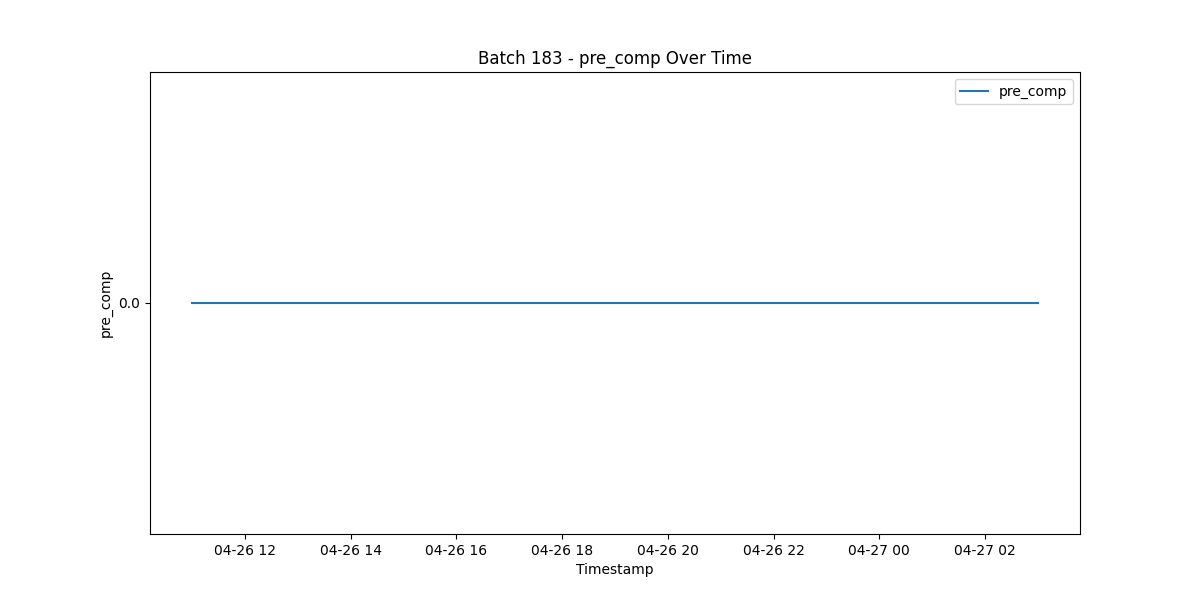 Batch 183 - pre_comp Over Time
pre_comp
pre_comp
0.0
04-26 12 04-26 14 04-26 16 04-26 18 04-26 20 04-26 22 04-27 00 04-27 02
Timestamp